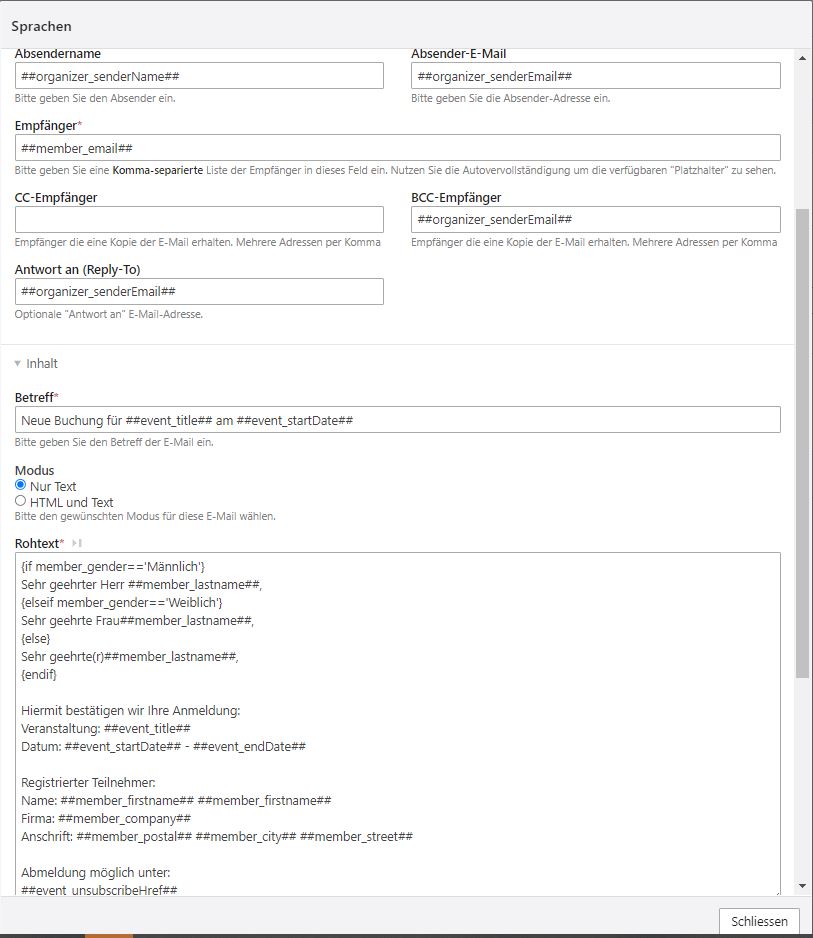 Sprachen
Absendername Absender-E-Mail
##organizer_senderName## ##organizer_senderEmail##
Bitte geben Sie den Absender ein. Bitte geben Sie die Absender-Adresse ein.
Empfänger*
##member_email##
Bitte geben Sie eine Komma-separierte Liste der Empfänger in dieses Feld ein. Nutzen Sie die Autovervollständigung um die verfügbaren "Platzhalter" zu sehen.
CC-Empfänger BCC-Empfänger
##organizer_senderEmail##
Empfänger die eine Kopie der E-Mail erhalten. Mehrere Adressen per Komma Empfänger die eine Kopie der E-Mail erhalten. Mehrere Adressen per Komma
Antwort an (Reply-To)
##organizer_senderEmail##
Optionale "Antwort an" E-Mail-Adresse.
Inhalt
Betreff*
Neue Buchung für ##event_title## am ##event_startDate##
Bitte geben Sie den Betreff der E-Mail ein.
Modus
Nur Text
HTML und Text
Bitte den gewünschten Modus für diese E-Mail wählen.
Rohtext*
{if member_gender=='Männlich'}
Sehr geehrter Herr ##member_lastname##,
{elseif member_gender=='Weiblich'}
Sehr geehrte Frau##member_lastname##,
{else}
Sehr geehrte(r)##member_lastname##,
{endif}
Hiermit bestätigen wir Ihre Anmeldung:
Veranstaltung: ##event_title##
Datum: ##event_startDate## - ##event_endDate##
Registrierter Teilnehmer:
Name: ##member_firstname## ##member_firstname##
Firma: ##member_company##
Anschrift: ##member_postal## ##member_city## ##member_street##
Abmeldung möglich unter:
##event_unsubscribeHref##
Schliessen